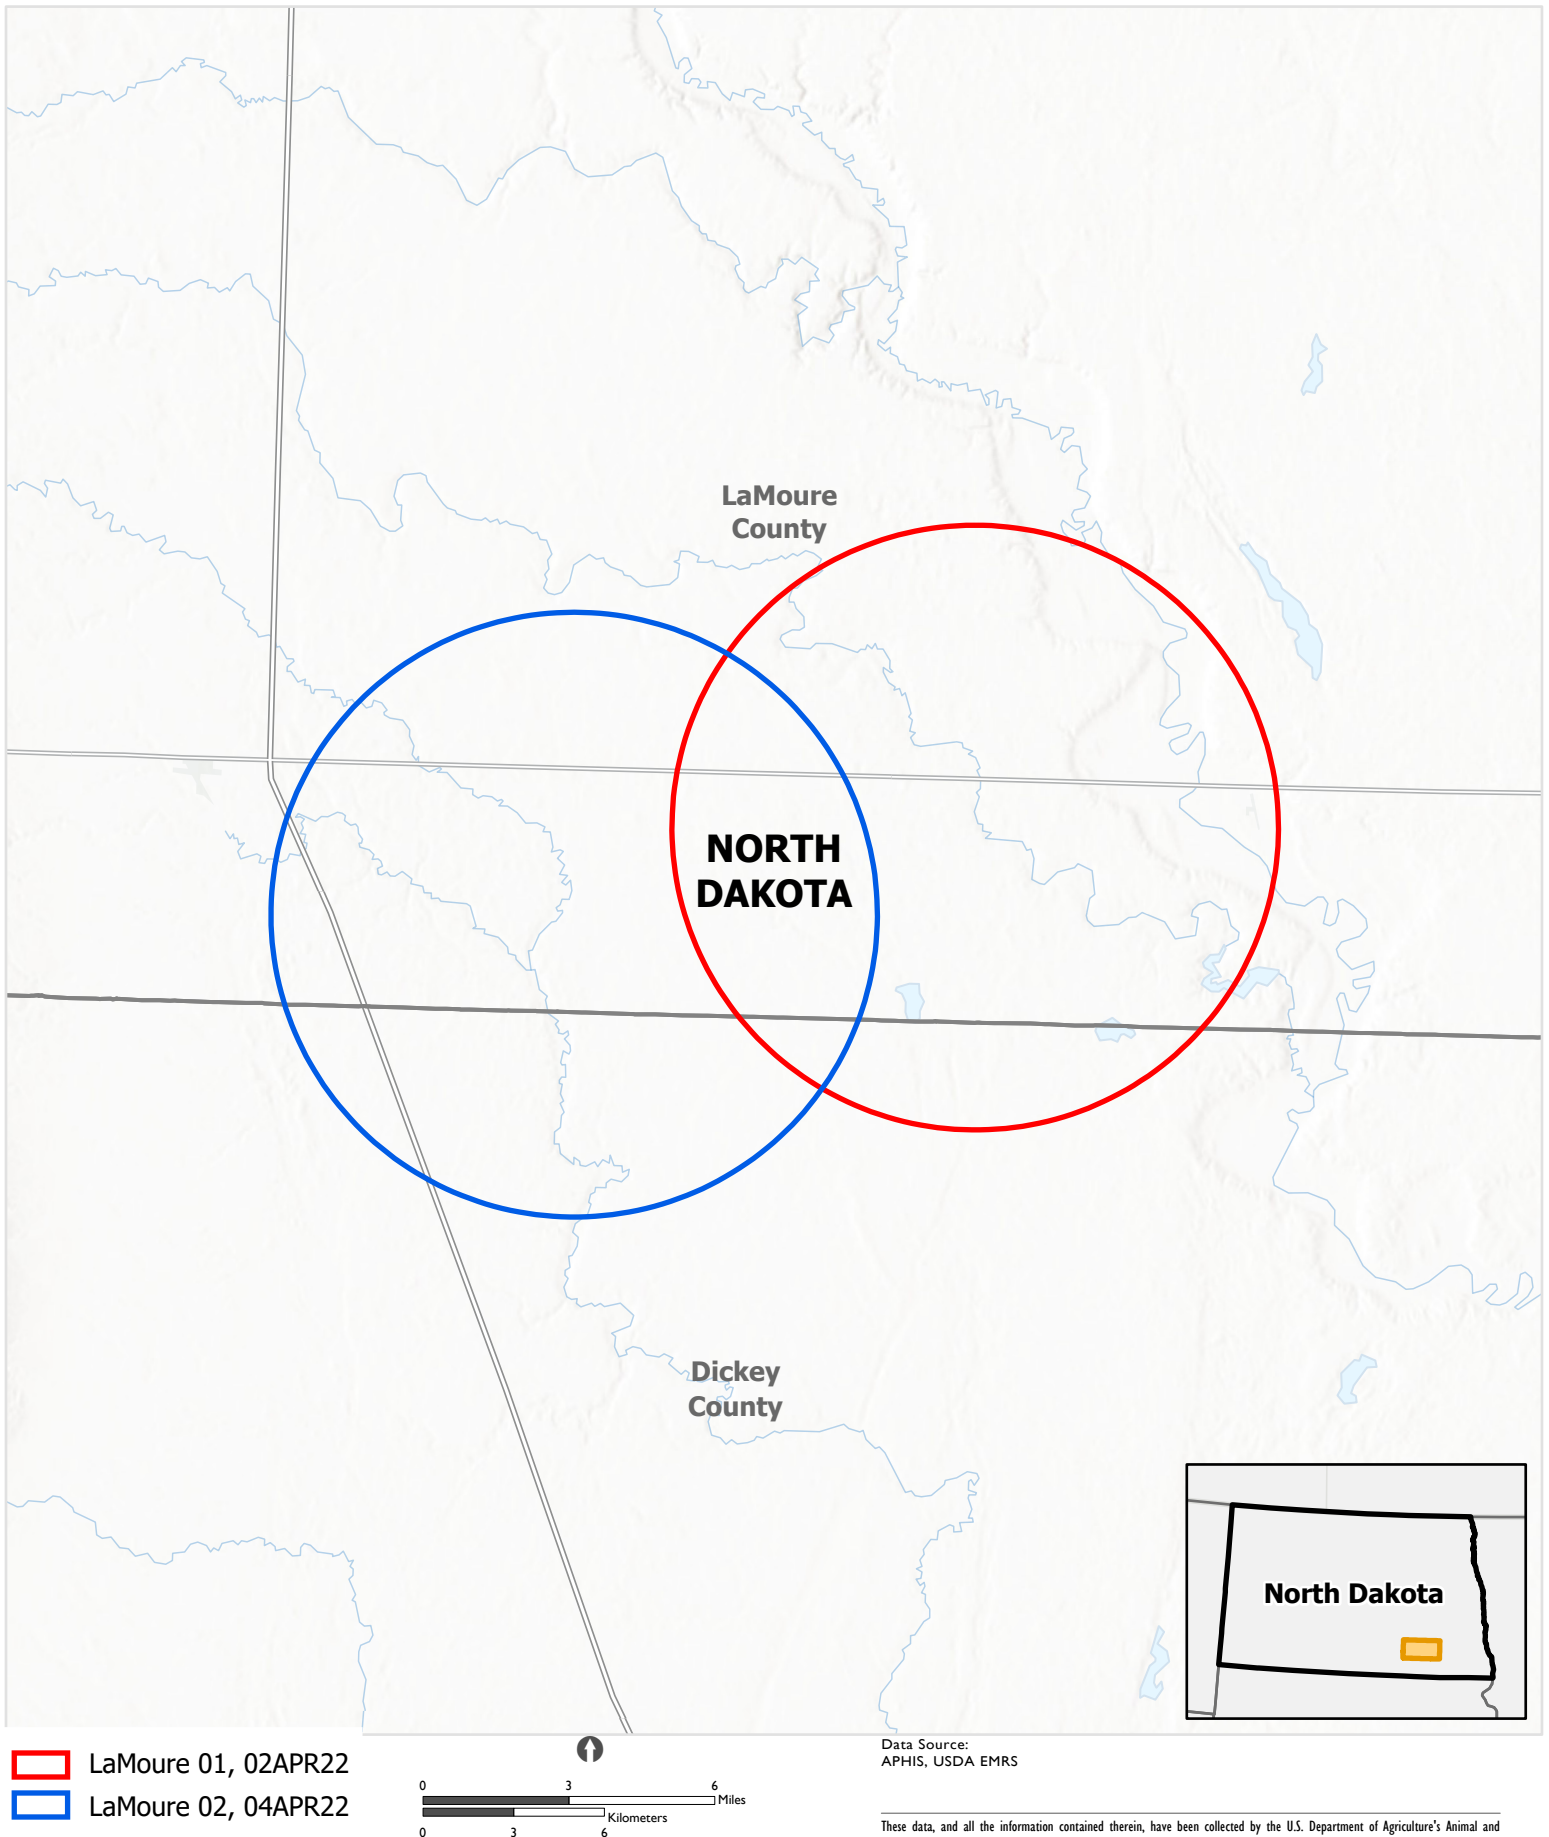 LaMoure
County
NORTH
DAKOTA
Dickey
County
North Dakota
LaMoure 01, 02APR22
LaMoure 02, 04APR22
0 3 6
Miles
Kilometers
0 3 6
Data Source:
APHIS, USDA EMRS
These data, and all the information contained therein, have been collected by the U.S. Department of Agriculture's Animal and